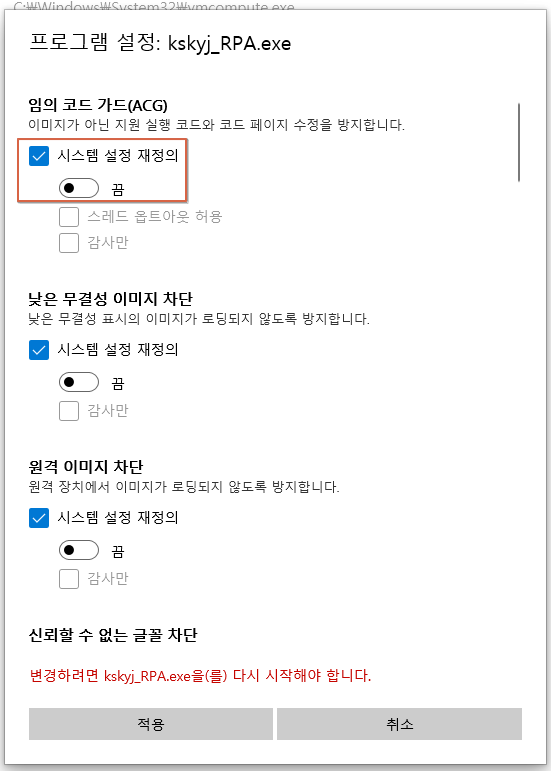 C:₩Windows₩System32₩vmcompute.exe
프로그램 설정: kskyj_RPA.exe
임의 코드 가드(ACG)
이미지가 아닌 지원 실행 코드와 코드 페이지 수정을 방지합니다.
시스템 설정 재정의
끔
스레드 옵트아웃 허용
감사만
낮은 무결성 이미지 차단
낮은 무결성 표시의 이미지가 로딩되지 않도록 방지합니다.
시스템 설정 재정의
끔
감사만
원격 이미지 차단
원격 장치에서 이미지가 로딩되지 않도록 방지합니다.
시스템 설정 재정의
끔
감사만
신뢰할 수 없는 글꼴 차단
변경하려면 kskyj_RPA.exe을(를) 다시 시작해야 합니다.
적용
취소